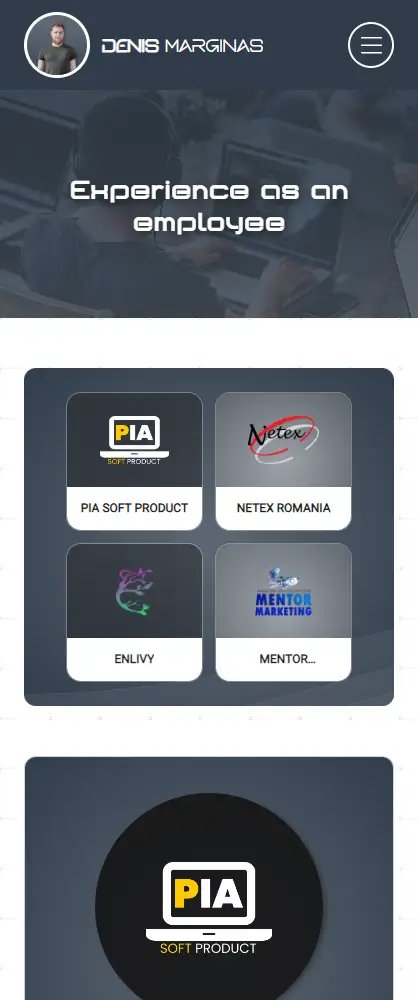 DENIS MARGINAS
Experience as an
employee
PIA
SOFT PRODUCT
Netex
PIA SOFT PRODUCT
NETEX ROMANIA
MENTOR
MARKETING
ENLIVY
MENTOR...
PIA
SOFT PRODUCT